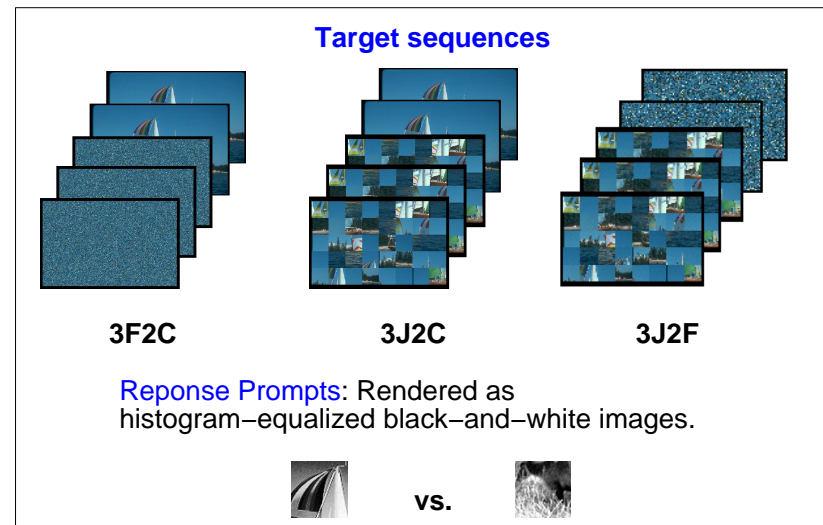 Target sequences
3F2C
3J2C
3J2F
Reponse Prompts: Rendered as
histogram−equalized black−and−white images.
vs.